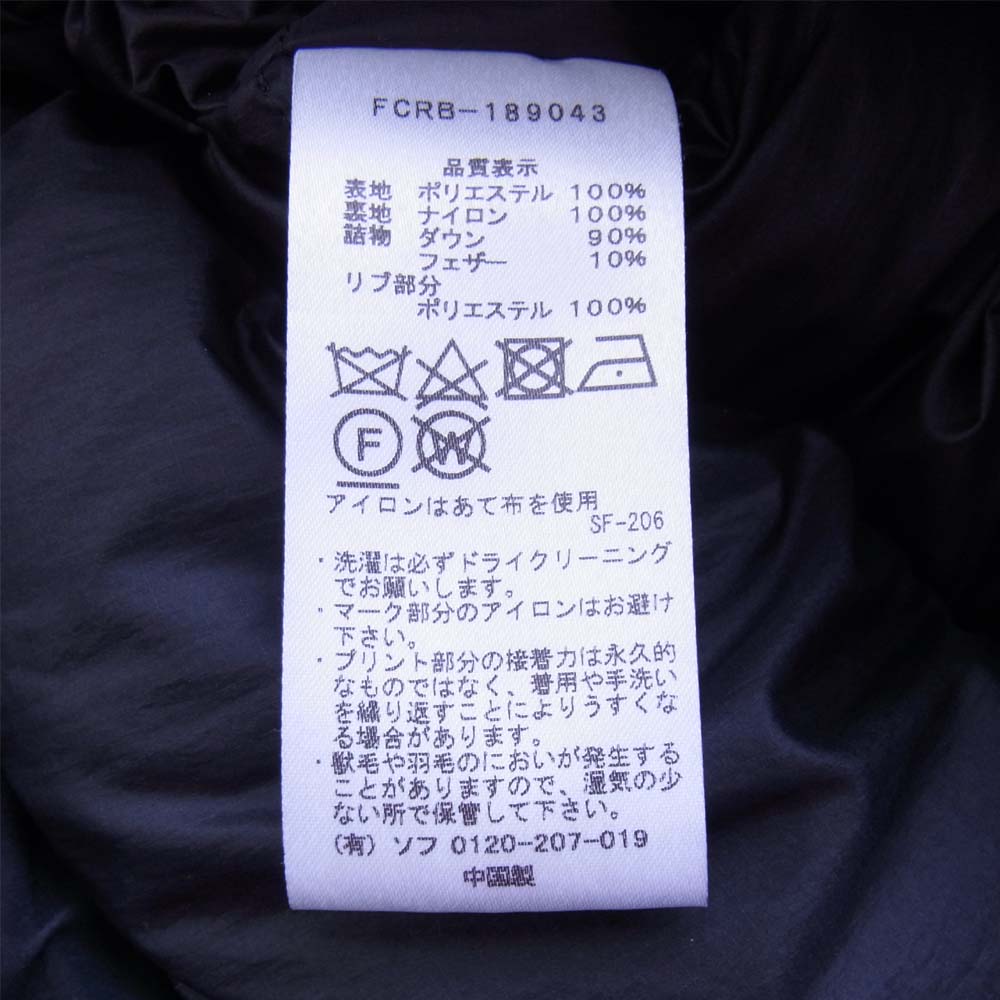 FCRB-189043
品質表示
表地 ポリエステル 100%
裏地 ナイロン 100%
詰物 ダウン 90%
フェザー 10%
リブ部分
ポリエステル 100%
F
W
アイロンはあて布を使用
SF-206
・洗濯は必ずドライクリーニング
でお願いします。
・マーク部分のアイロンはお避け
下さい。
・プリント部分の接着力は永久的
なものではなく、着用や手洗い
を繰り返すことによりうすくな
る場合があります。
・獣毛や羽毛のにおいが発生する
ことがありますので、湿気の少
ない所で保管して下さい。
(有) ソフ 0120-207-019
中国製